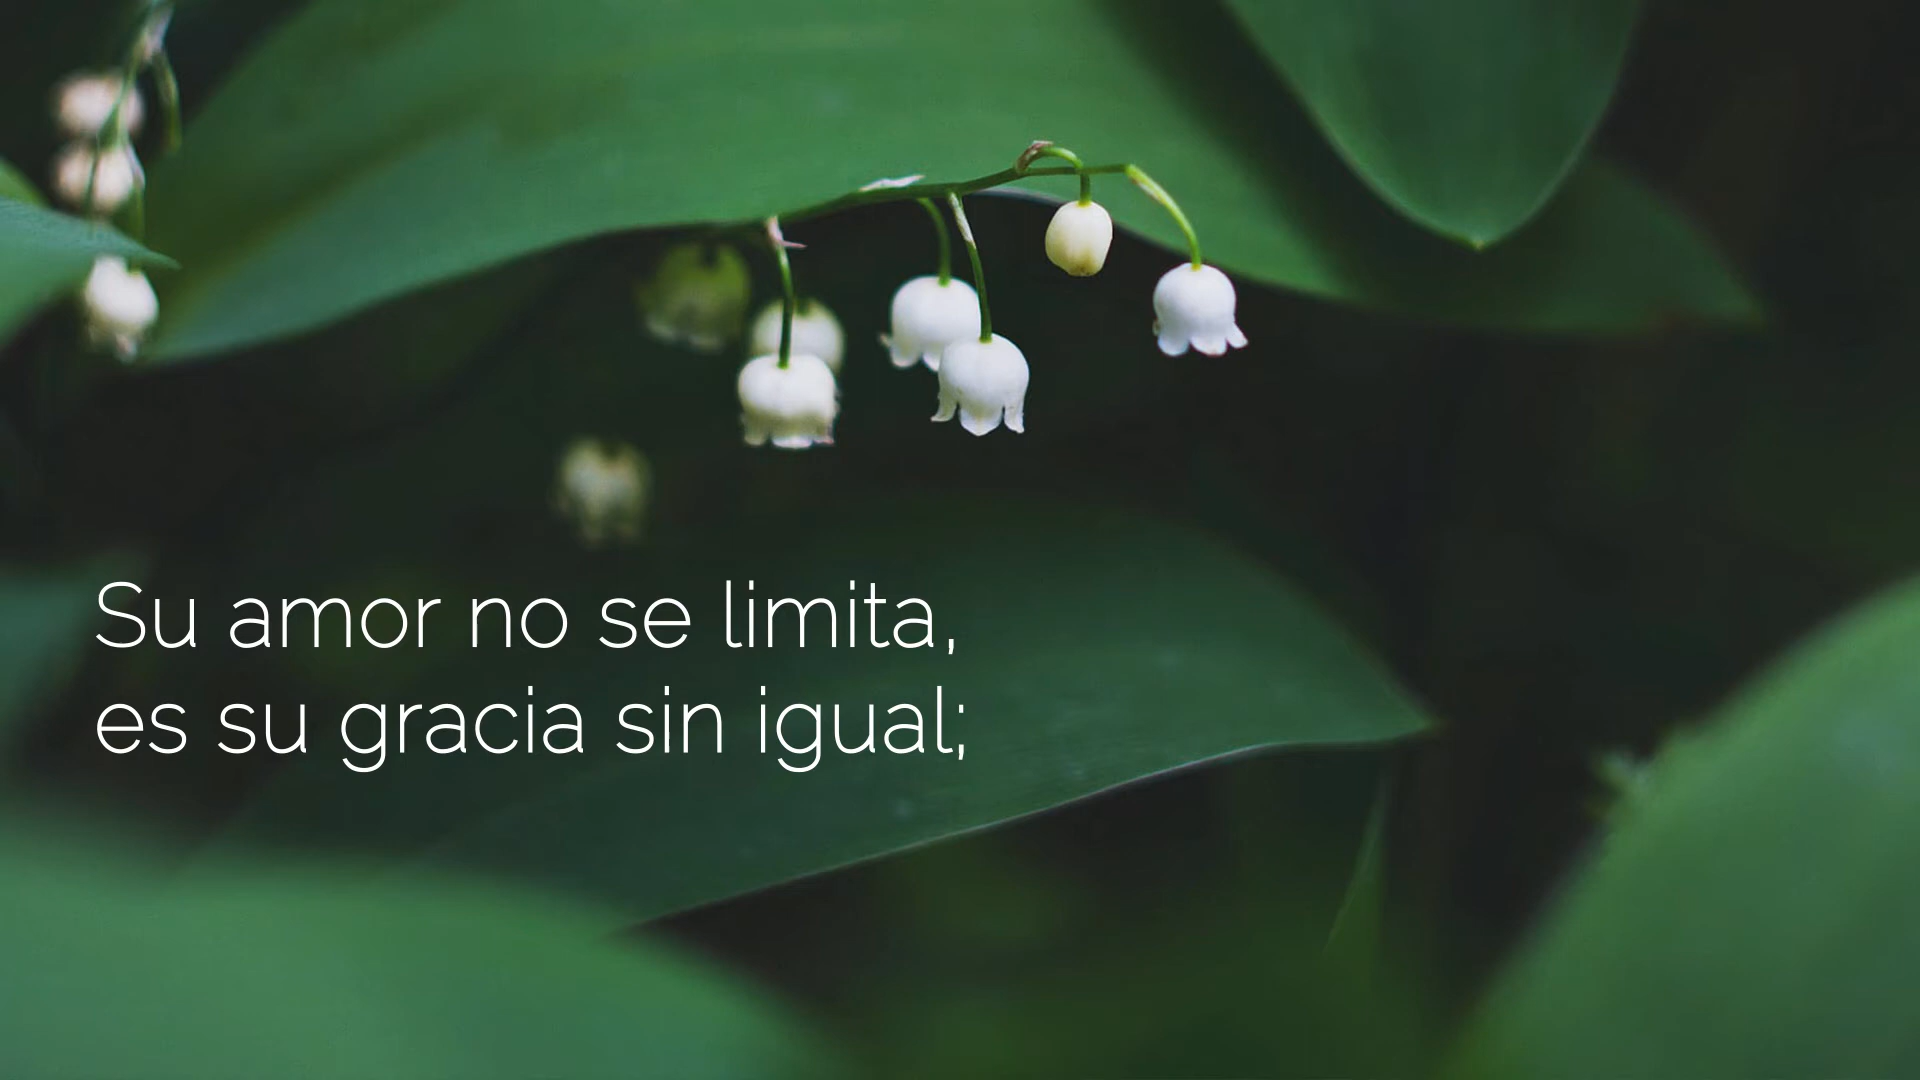 Su amor no se limita,
es su gracia sin igual;